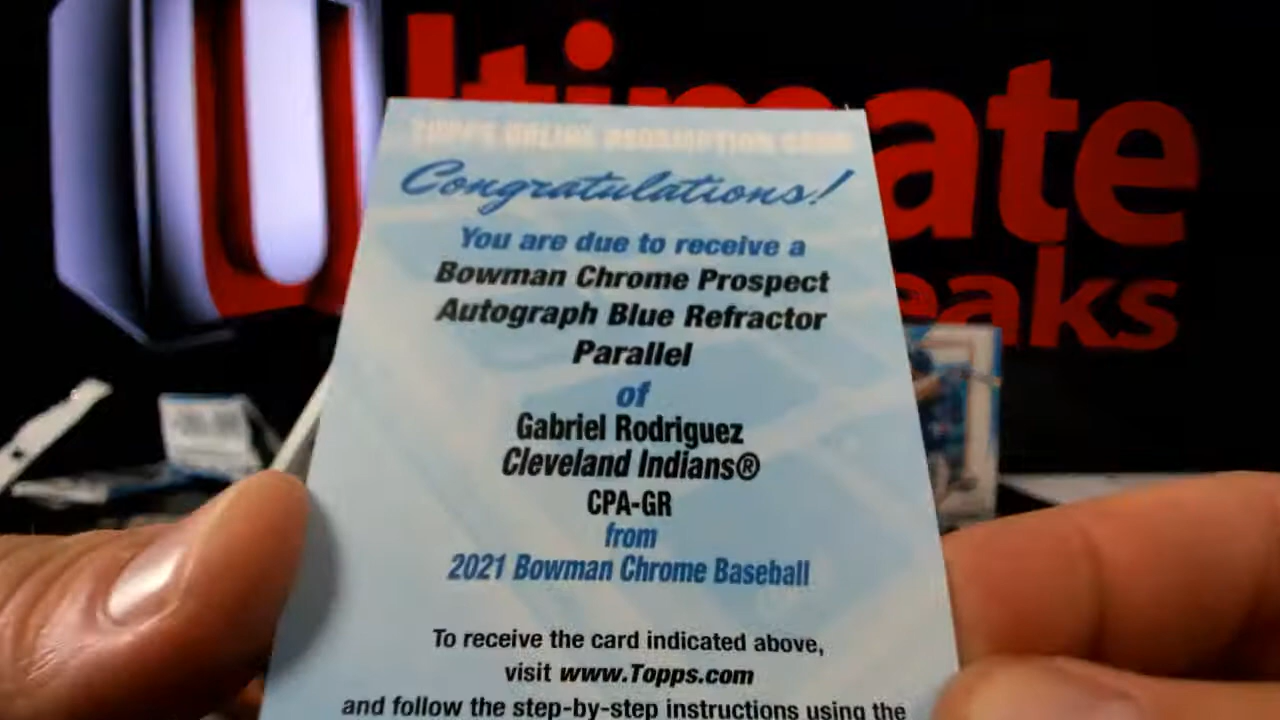 Ultimate
eaks
TOPPS ONLINE REDEMPTION CARD
Congratulations!
You are due to receive a
Bowman Chrome Prospect
Autograph Blue Refractor
Parallel
of
Gabriel Rodriguez
Cleveland Indians®
CPA-GR
from
2021 Bowman Chrome Baseball
To receive the card indicated above,
visit www.Topps.com
and follow the step-by-step instructions using the